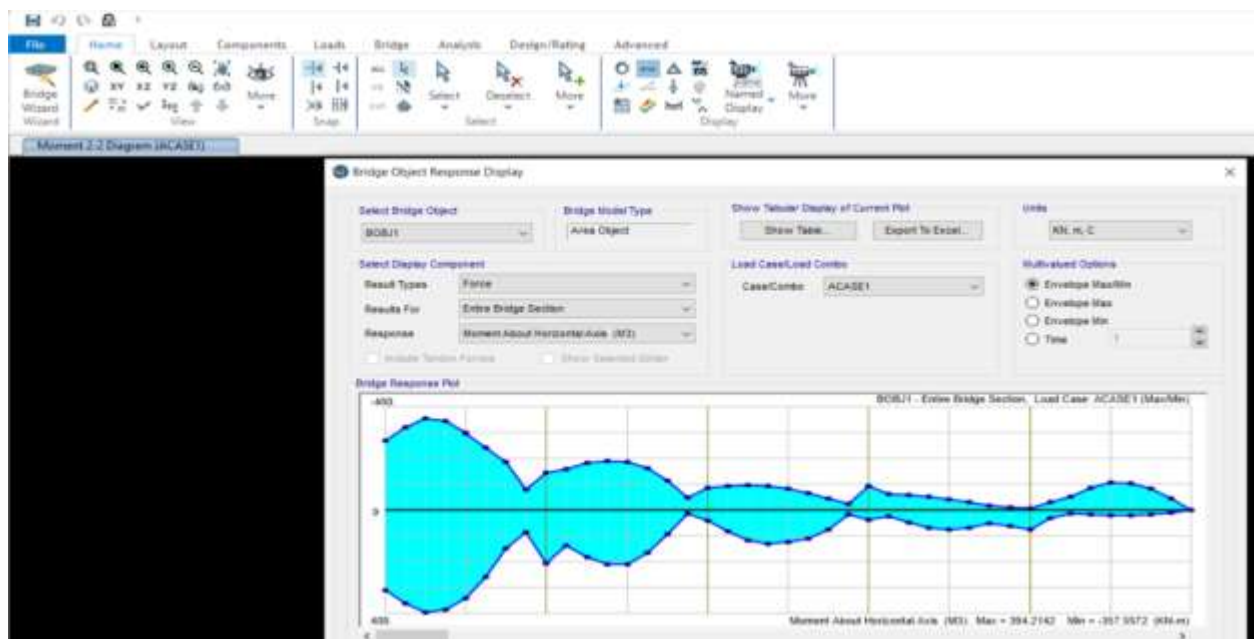 File Home Layout Components Loads Bridge Analysis Design/Rating Advanced
Bridge Wizard
XY XZ YZ
More
Select
Deselect
More
Named Display
More
Wizard View Snap Select Display
Moment 2-2 Diagram (ACASE1)
Bridge Object Response Display
Select Bridge Object
BOBJ1
Bridge Model Type
Area Object
Show Tabular Display of Current Plot
Show Table...
Export To Excel...
Units
KN, m, C
Select Display Component
Result Types Force
Results For Entire Bridge Section
Response Moment About Horizontal Axis (M3)
Include Tendon Forces
Show Selected Girder
Load Case/Load Combo
Case/Combo ACASE1
Multivalued Options
Envelope Max/Min
Envelope Max
Envelope Min
Time 1
Bridge Response Plot
BOBJ1 - Entire Bridge Section, Load Case: ACASE1 (Max/Min)
0
Moment About Horizontal Axis (M3) Max = 394.2142 Min = -357.5572 (KN-m)